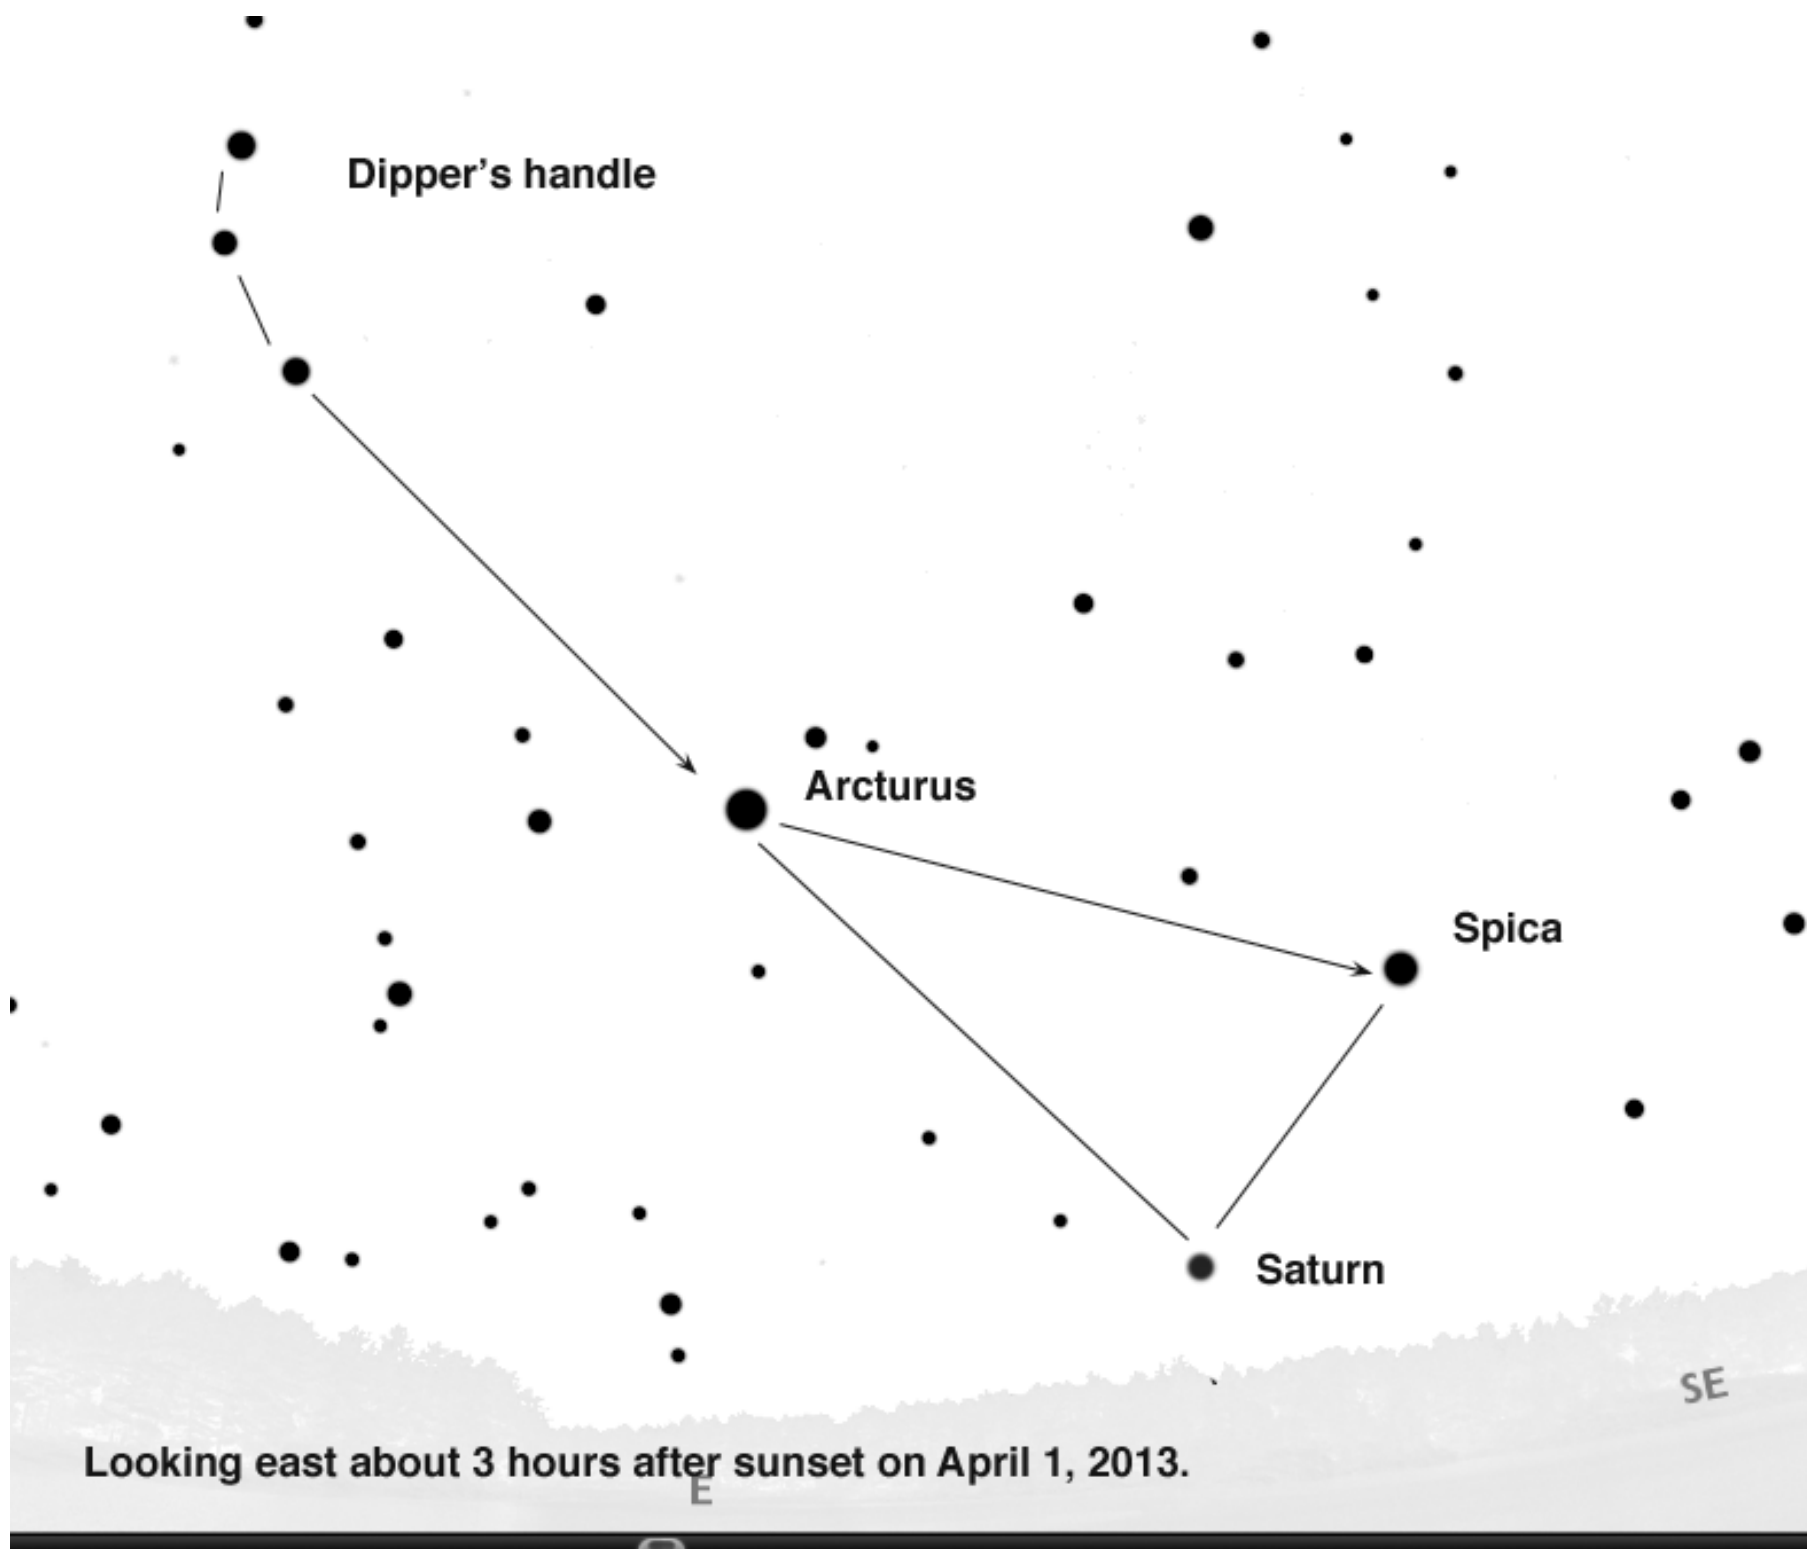 Dipper’s handle
Arcturus
Spica
Saturn
SE
Looking east about 3 hours after sunset on April 1, 2013.
E